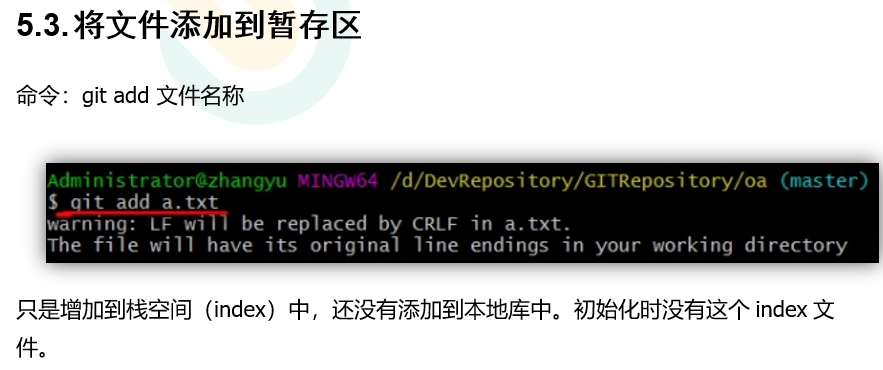 5.3.将文件添加到暂存区
命令：git add 文件名称
Administrator@zhangyu MINGW64 /d/DevRepository/GITRepository/oa (master)
$ git add a.txt
warning: LF will be replaced by CRLF in a.txt.
The file will have its original line endings in your working directory
只是增加到栈空间（index）中，还没有添加到本地库中。初始化时没有这个 index 文
件。